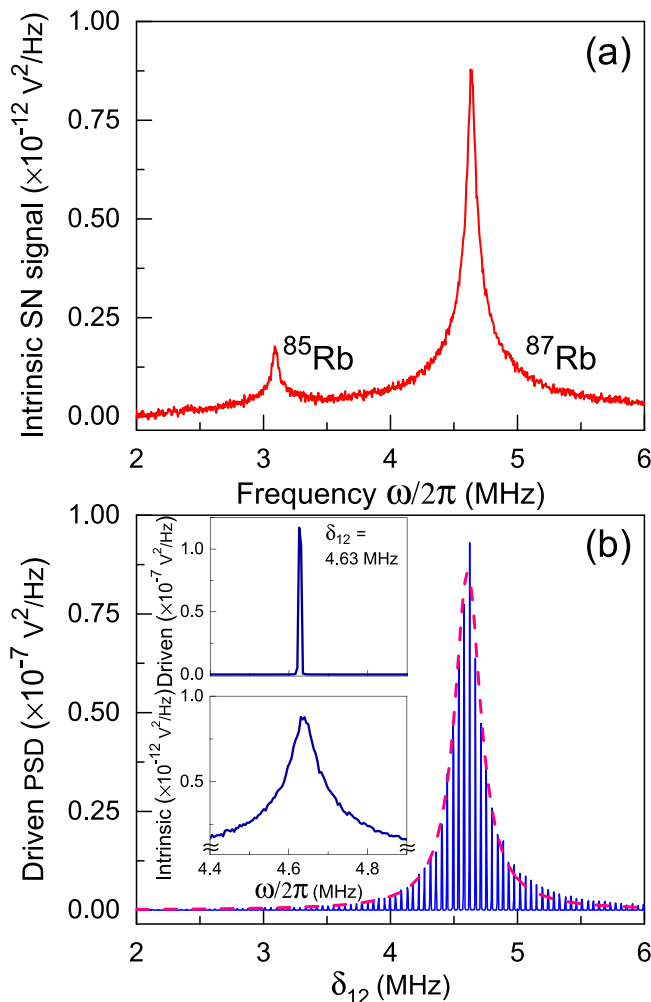 (a)
Intrinsic SN signal (×10⁻¹² V²/Hz)
1.00
0.75
0.50
0.25
0.00
⁸⁵Rb
⁸⁷Rb
2 3 4 5 6
Frequency ω/2π (MHz)
(b)
Driven PSD (×10⁻⁷ V²/Hz)
1.00
0.75
0.50
0.25
0.00
Driven (×10⁻⁷ V²/Hz)
1.0
0.5
0.0
δ₁₂ =
4.63 MHz
Intrinsic (×10⁻¹² V²/Hz)
1.0
0.5
4.4 4.6 4.8
ω/2π (MHz)
2 3 4 5 6
δ₁₂ (MHz)